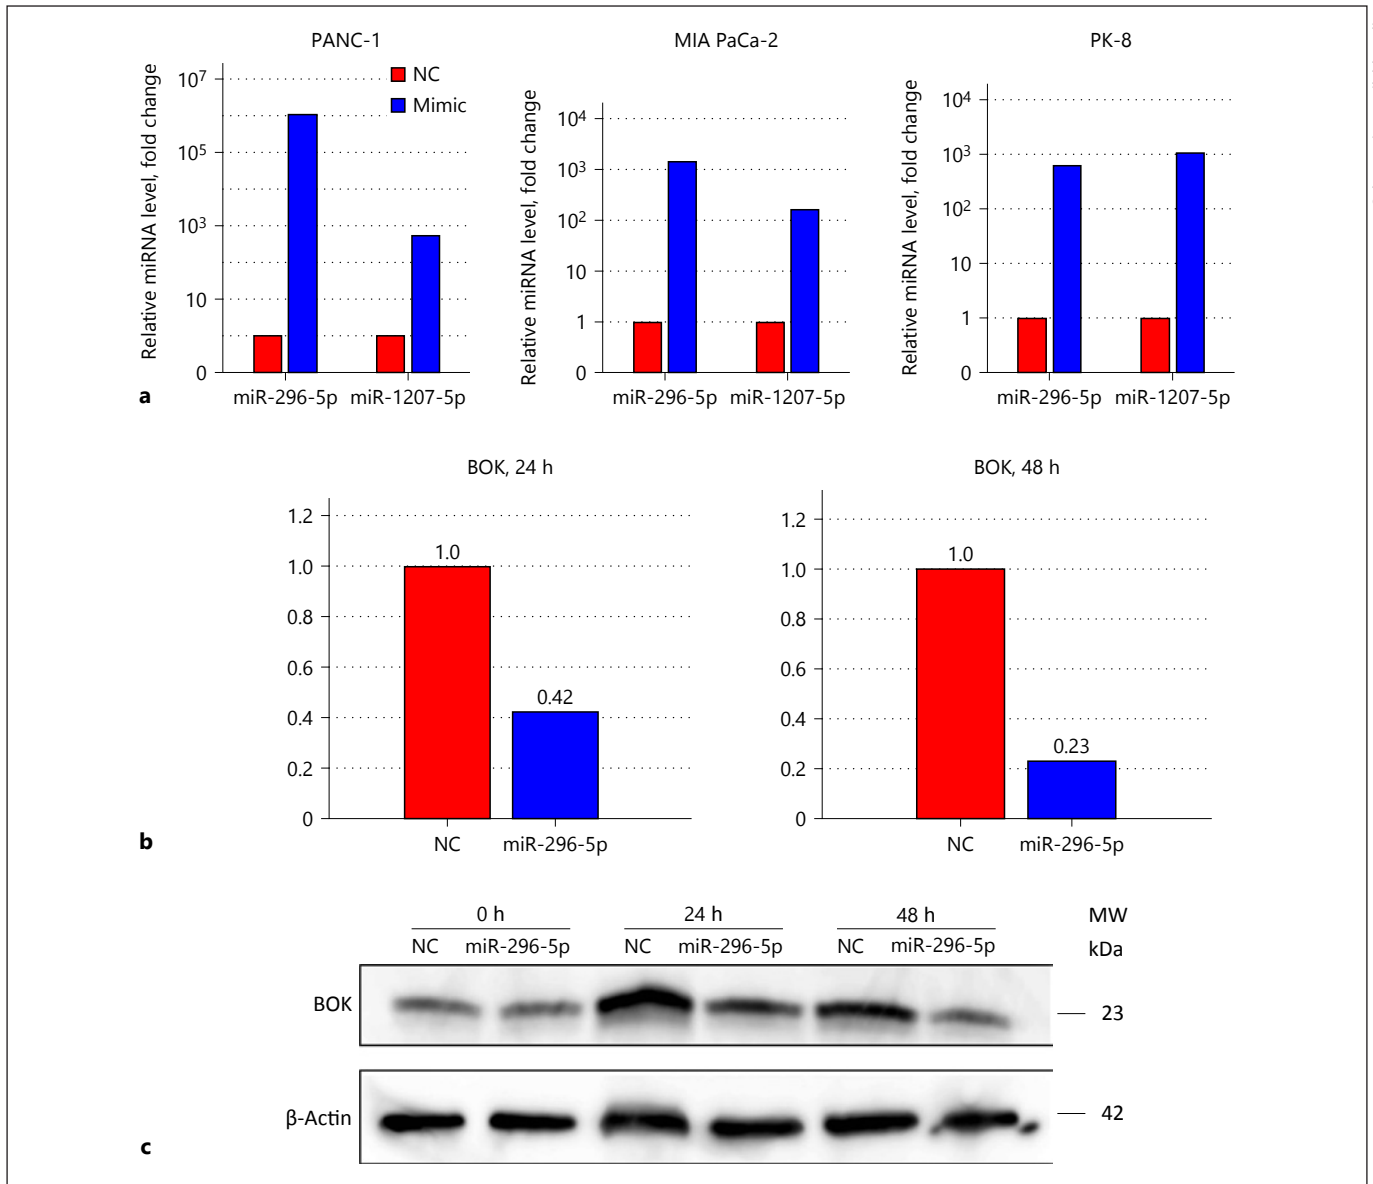 PANC-1
MIA PaCa-2
PK-8
NC
Mimic
Relative miRNA level, fold change
10⁷
10⁵
10³
10
0
miR-296-5p miR-1207-5p
Relative miRNA level, fold change
10⁴
10³
10²
10
1
0
miR-296-5p miR-1207-5p
Relative miRNA level, fold change
10⁴
10³
10²
10
1
0
miR-296-5p miR-1207-5p
a
BOK, 24 h
1.2
1.0
0.8
0.6
0.4
0.2
0
1.0
0.42
NC miR-296-5p
BOK, 48 h
1.2
1.0
0.8
0.6
0.4
0.2
0
1.0
0.23
NC miR-296-5p
b
0 h 24 h 48 h MW
NC miR-296-5p NC miR-296-5p NC miR-296-5p kDa
BOK 23
β-Actin 42
c